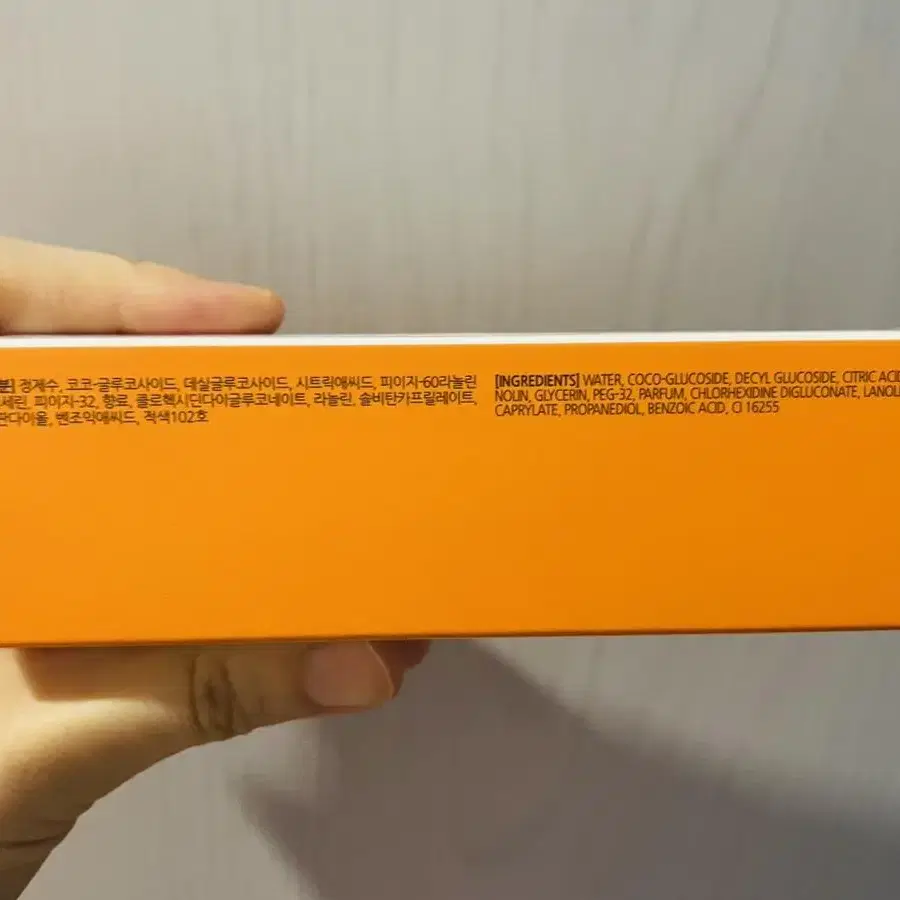 분] 정제수, 코코-글루코사이드, 데실글루코사이드, 시트릭애씨드, 피이지-60라놀린
세린, 피이지-32, 향료, 클로헥시딘다이글루코네이트, 라놀린, 솔비탄카프릴레이트,
판다이올, 벤조익애씨드, 적색102호
[INGREDIENTS] WATER, COCO-GLUCOSIDE, DECYL GLUCOSIDE, CITRIC ACID
NOLIN, GLYCERIN, PEG-32, PARFUM, CHLORHEXIDINE DIGLUCONATE, LANOL
CAPRYLATE, PROPANEDIOL, BENZOIC ACID, CI 16255